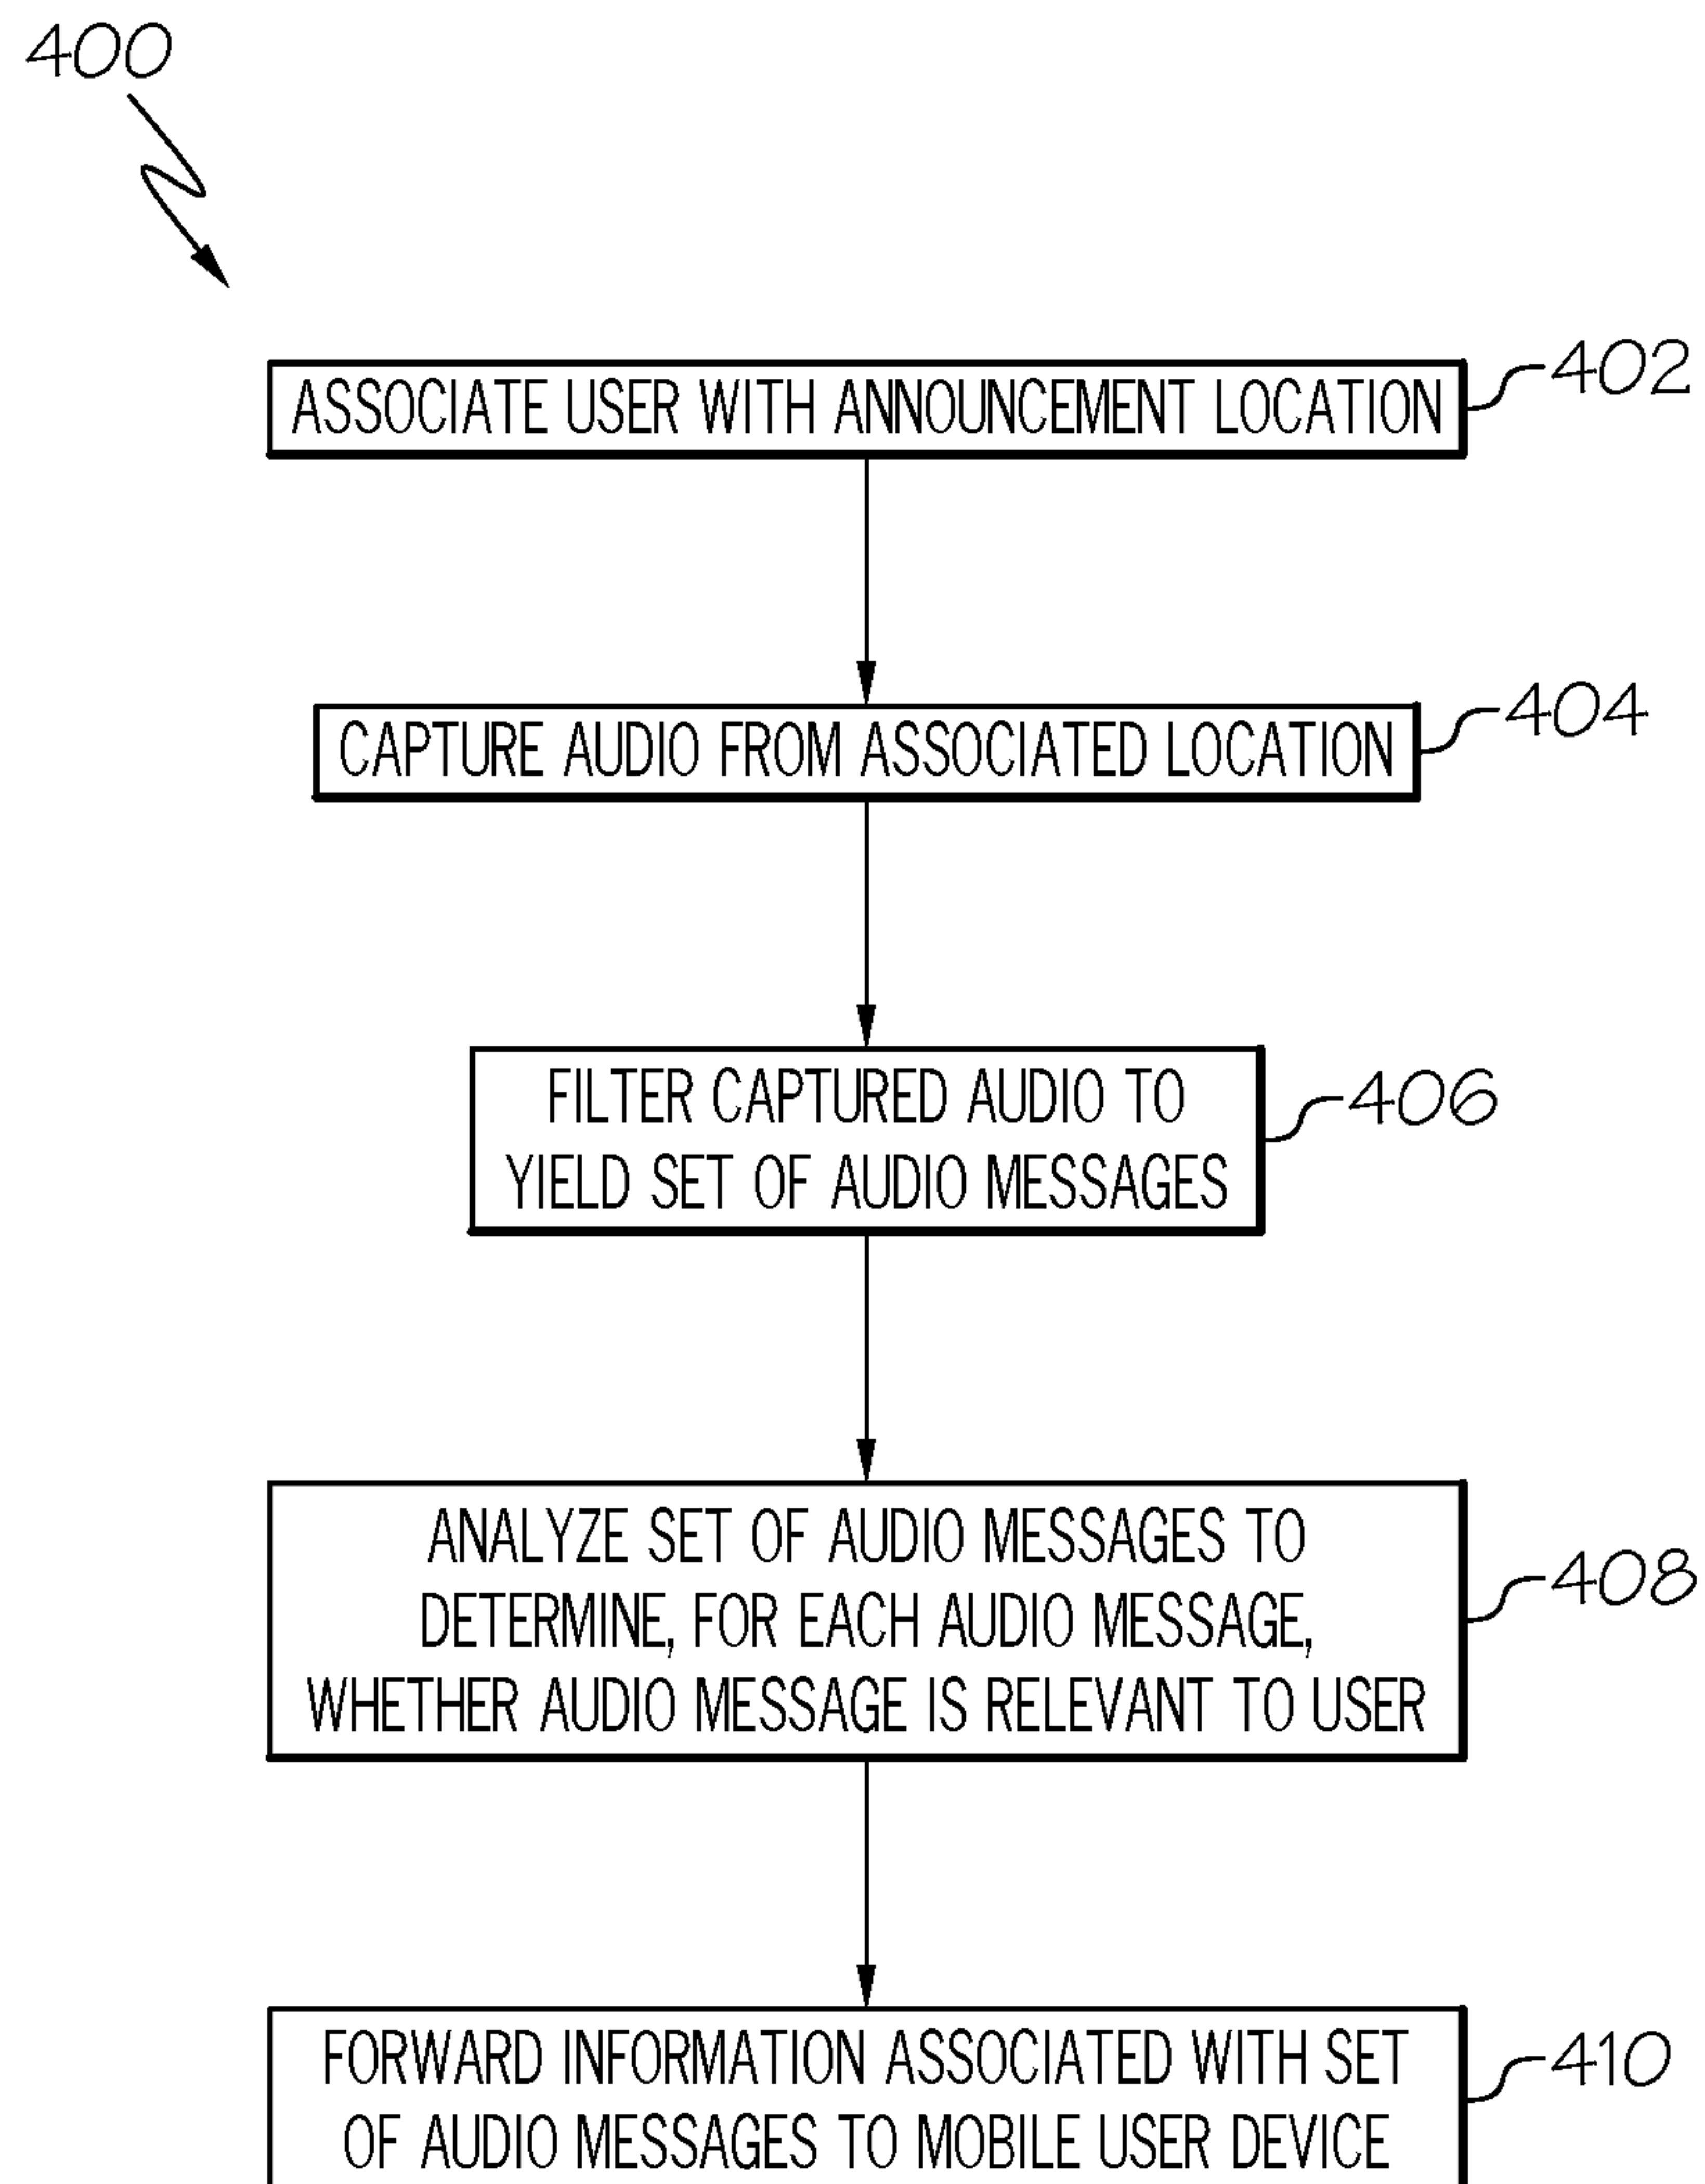 400
ASSOCIATE USER WITH ANNOUNCEMENT LOCATION
402
CAPTURE AUDIO FROM ASSOCIATED LOCATION
404
FILTER CAPTURED AUDIO TO
YIELD SET OF AUDIO MESSAGES
406
ANALYZE SET OF AUDIO MESSAGES TO
DETERMINE, FOR EACH AUDIO MESSAGE,
WHETHER AUDIO MESSAGE IS RELEVANT TO USER
408
FORWARD INFORMATION ASSOCIATED WITH SET
OF AUDIO MESSAGES TO MOBILE USER DEVICE
410